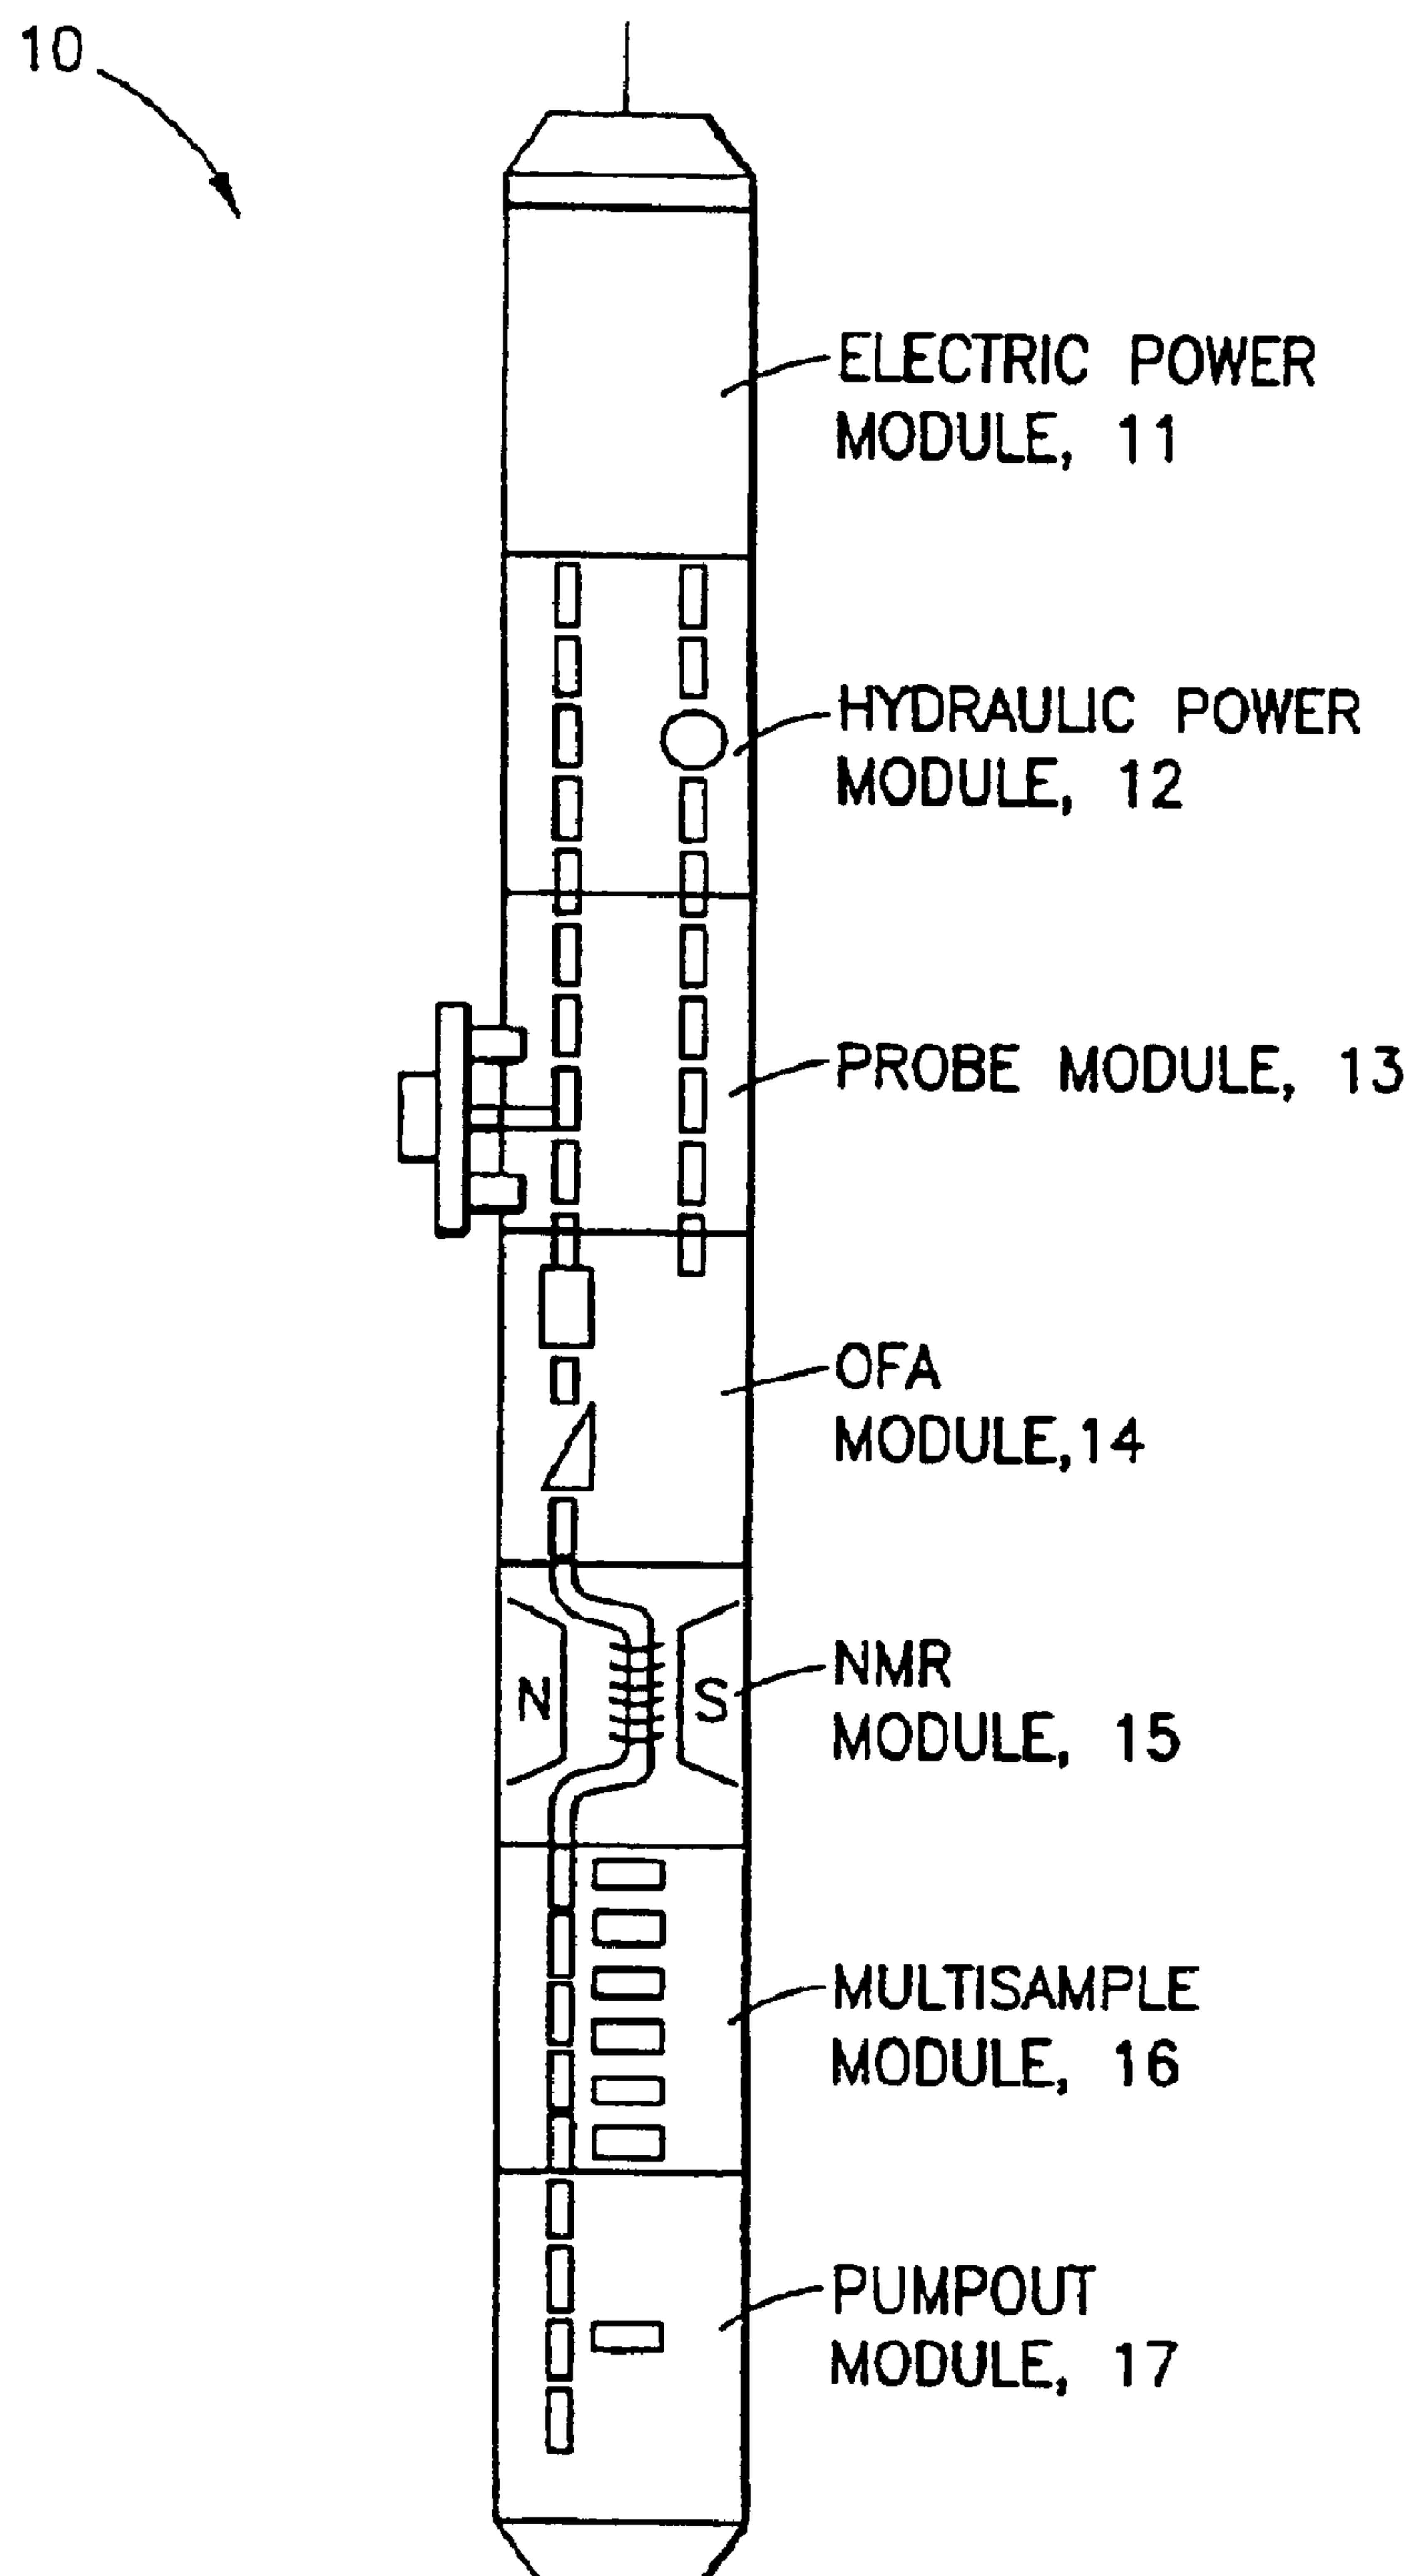 10
ELECTRIC POWER
MODULE, 11
HYDRAULIC POWER
MODULE, 12
PROBE MODULE, 13
OFA
MODULE,14
N
S
NMR
MODULE, 15
MULTISAMPLE
MODULE, 16
PUMPOUT
MODULE, 17